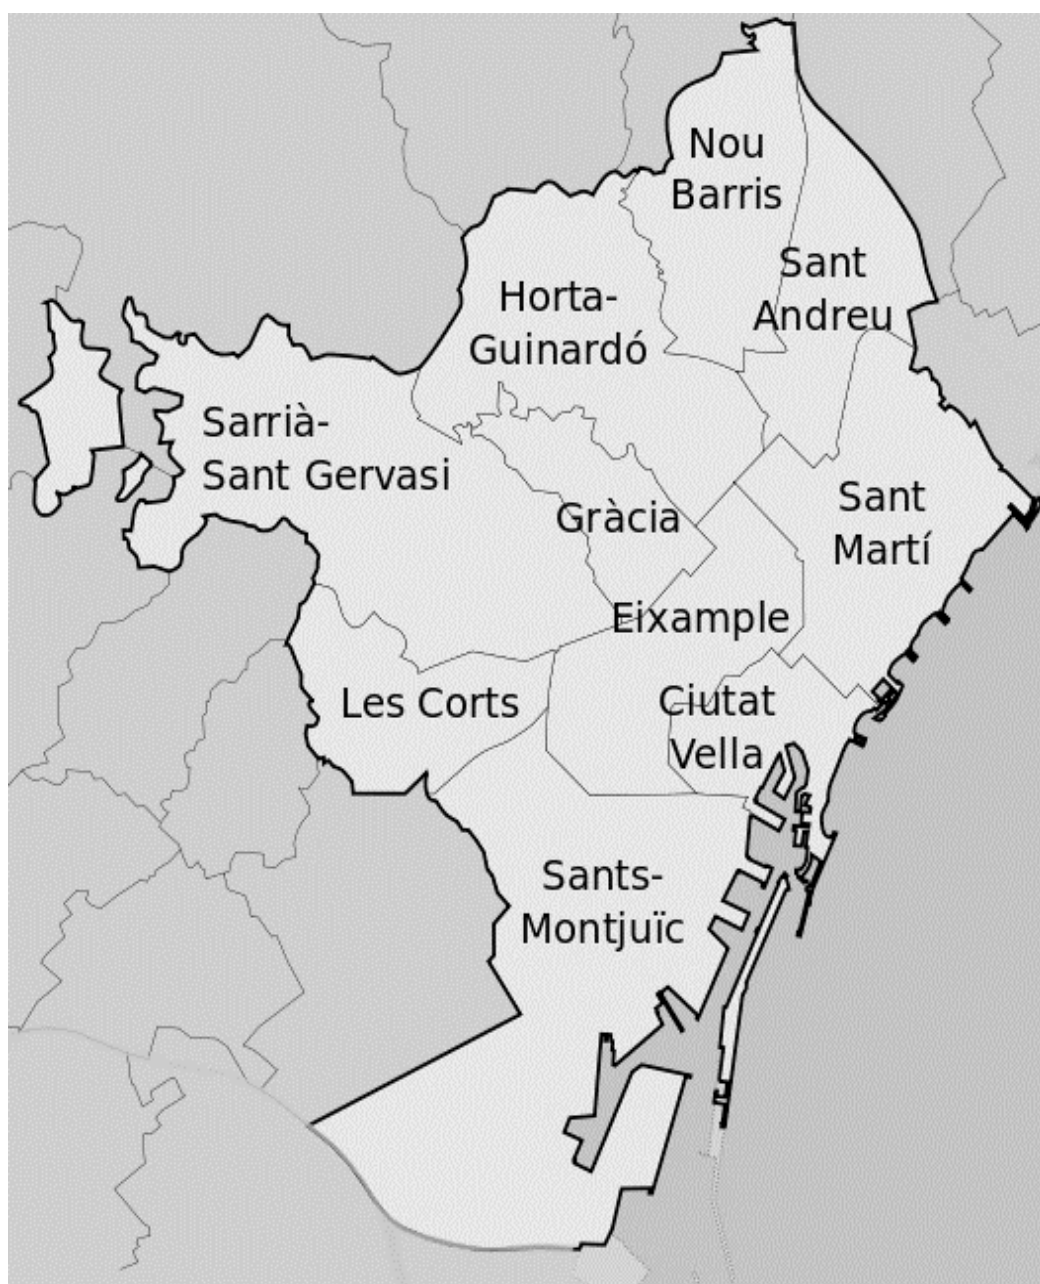 Nou
Barris
Sant
Andreu
Horta-
Guinardó
Sarrià-
Sant Gervasi
Gràcia
Sant
Martí
Eixample
Les Corts
Ciutat
Vella
Sants-
Montjuïc